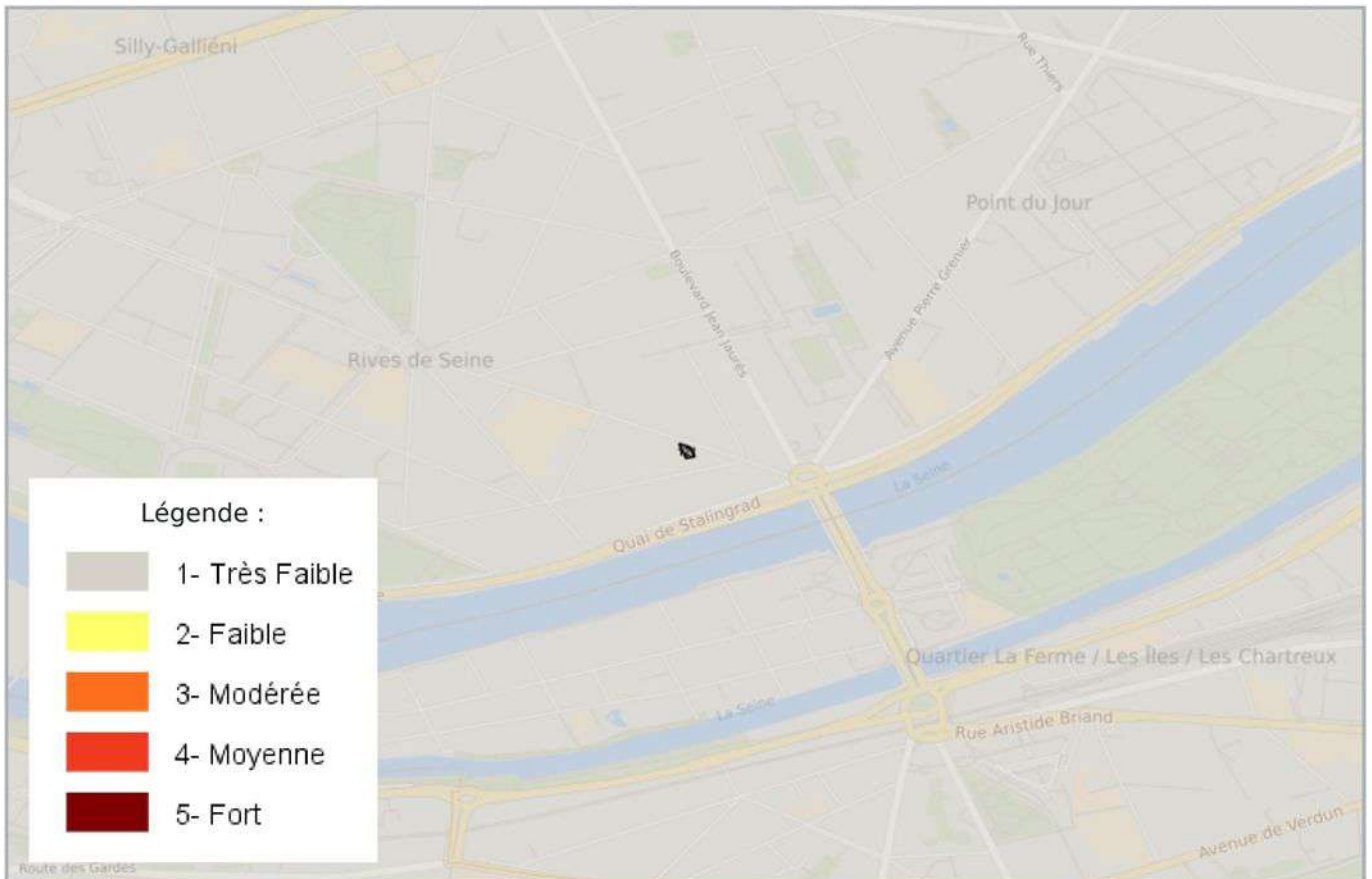 Silly-Galliéni
Rue Thiers
Point du Jour
Boulevard Jean Jaurès
Avenue Pierre Grenier
Rives de Seine
La Seine
Quai de Stalingrad
Légende :
1- Très Faible
2- Faible
3- Modérée
4- Moyenne
5- Fort
Quartier La Ferme / Les Îles / Les Chartreux
La Seine
Rue Aristide Briand
Avenue de Verdun
Route des Gardes